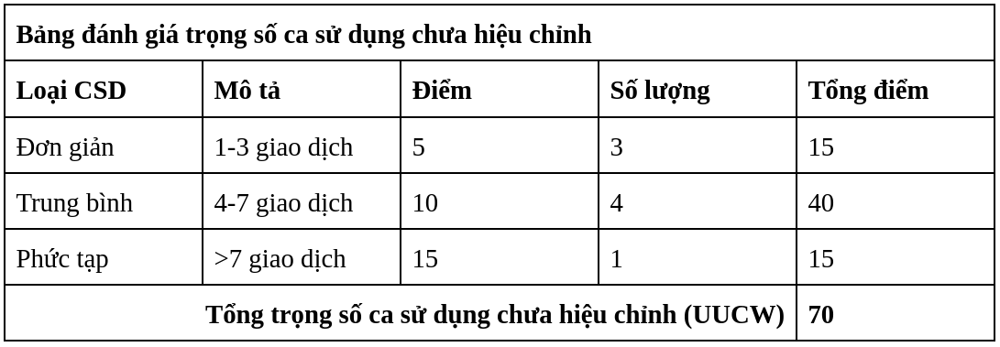 Bảng đánh giá trọng số ca sử dụng chưa hiệu chỉnh
Loại CSD Mô tả Điểm Số lượng Tổng điểm
Đơn giản 1-3 giao dịch 5 3 15
Trung bình 4-7 giao dịch 10 4 40
Phức tạp >7 giao dịch 15 1 15
Tổng trọng số ca sử dụng chưa hiệu chỉnh (UUCW) 70